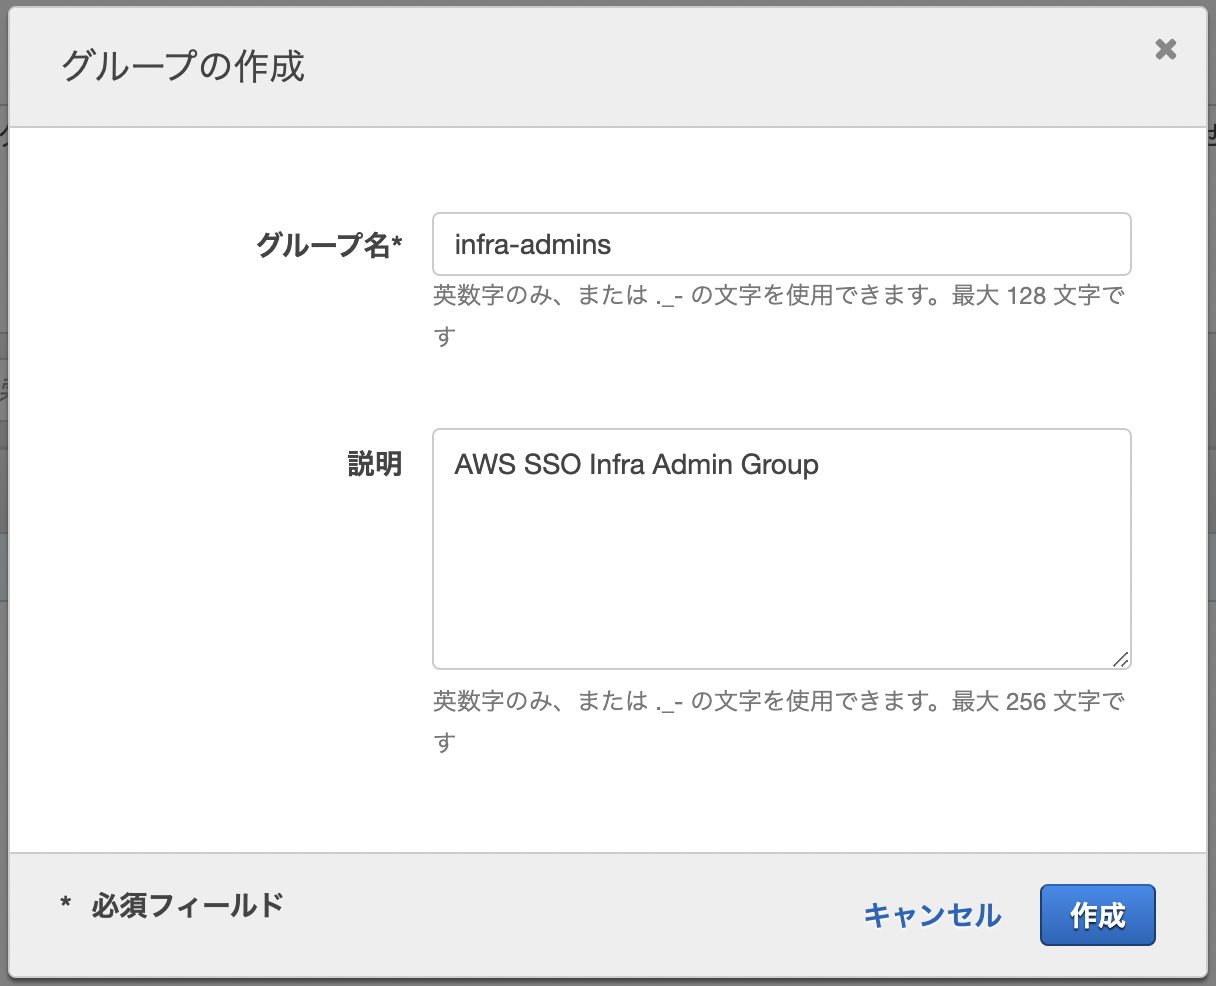 グループの作成
グループ名*
infra-admins
英数字のみ、または ._- の文字を使用できます。最大 128 文字で
す
説明
AWS SSO Infra Admin Group
英数字のみ、または ._- の文字を使用できます。最大 256 文字で
す
* 必須フィールド
キャンセル
作成